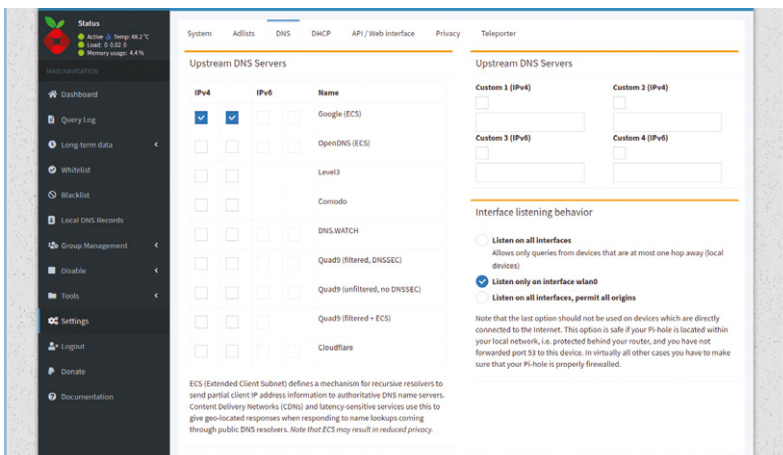 Status
Active Temp: 48.2 °C
Load: 0 0.02 0
Memory usage: 4.4 %
MAIN NAVIGATION
Dashboard
Query Log
Long-term data
Whitelist
Blacklist
Local DNS Records
Group Management
Disable
Tools
Settings
Logout
Donate
Documentation
System Adlists DNS DHCP API / Web interface Privacy Teleporter
Upstream DNS Servers
IPv4 IPv6 Name
Google (ECS)
OpenDNS (ECS)
Level3
Comodo
DNS.WATCH
Quad9 (filtered, DNSSEC)
Quad9 (unfiltered, no DNSSEC)
Quad9 (filtered + ECS)
Cloudflare
ECS (Extended Client Subnet) defines a mechanism for recursive resolvers to
send partial client IP address information to authoritative DNS name servers.
Content Delivery Networks (CDNs) and latency-sensitive services use this to
give geo-located responses when responding to name lookups coming
through public DNS resolvers. Note that ECS may result in reduced privacy.
Upstream DNS Servers
Custom 1 (IPv4) Custom 2 (IPv4)
Custom 3 (IPv6) Custom 4 (IPv6)
Interface listening behavior
Listen on all interfaces
Allows only queries from devices that are at most one hop away (local
devices)
Listen only on interface wlan0
Listen on all interfaces, permit all origins
Note that the last option should not be used on devices which are directly
connected to the Internet. This option is safe if your Pi-hole is located within
your local network, i.e. protected behind your router, and you have not
forwarded port 53 to this device. In virtually all other cases you have to make
sure that your Pi-hole is properly firewalled.